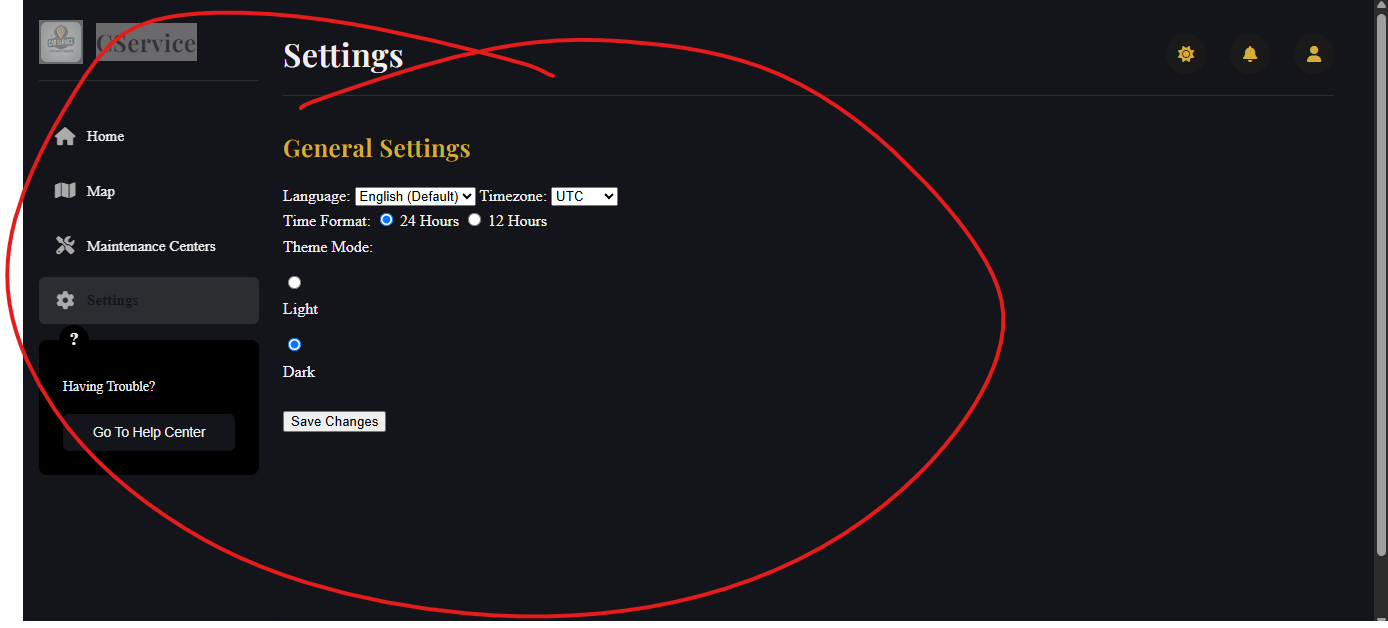 CService
Home
Map
Maintenance Centers
Settings
?
Having Trouble?
Go To Help Center
Settings
General Settings
Language: English (Default) Timezone: UTC
Time Format: 24 Hours 12 Hours
Theme Mode:
Light
Dark
Save Changes